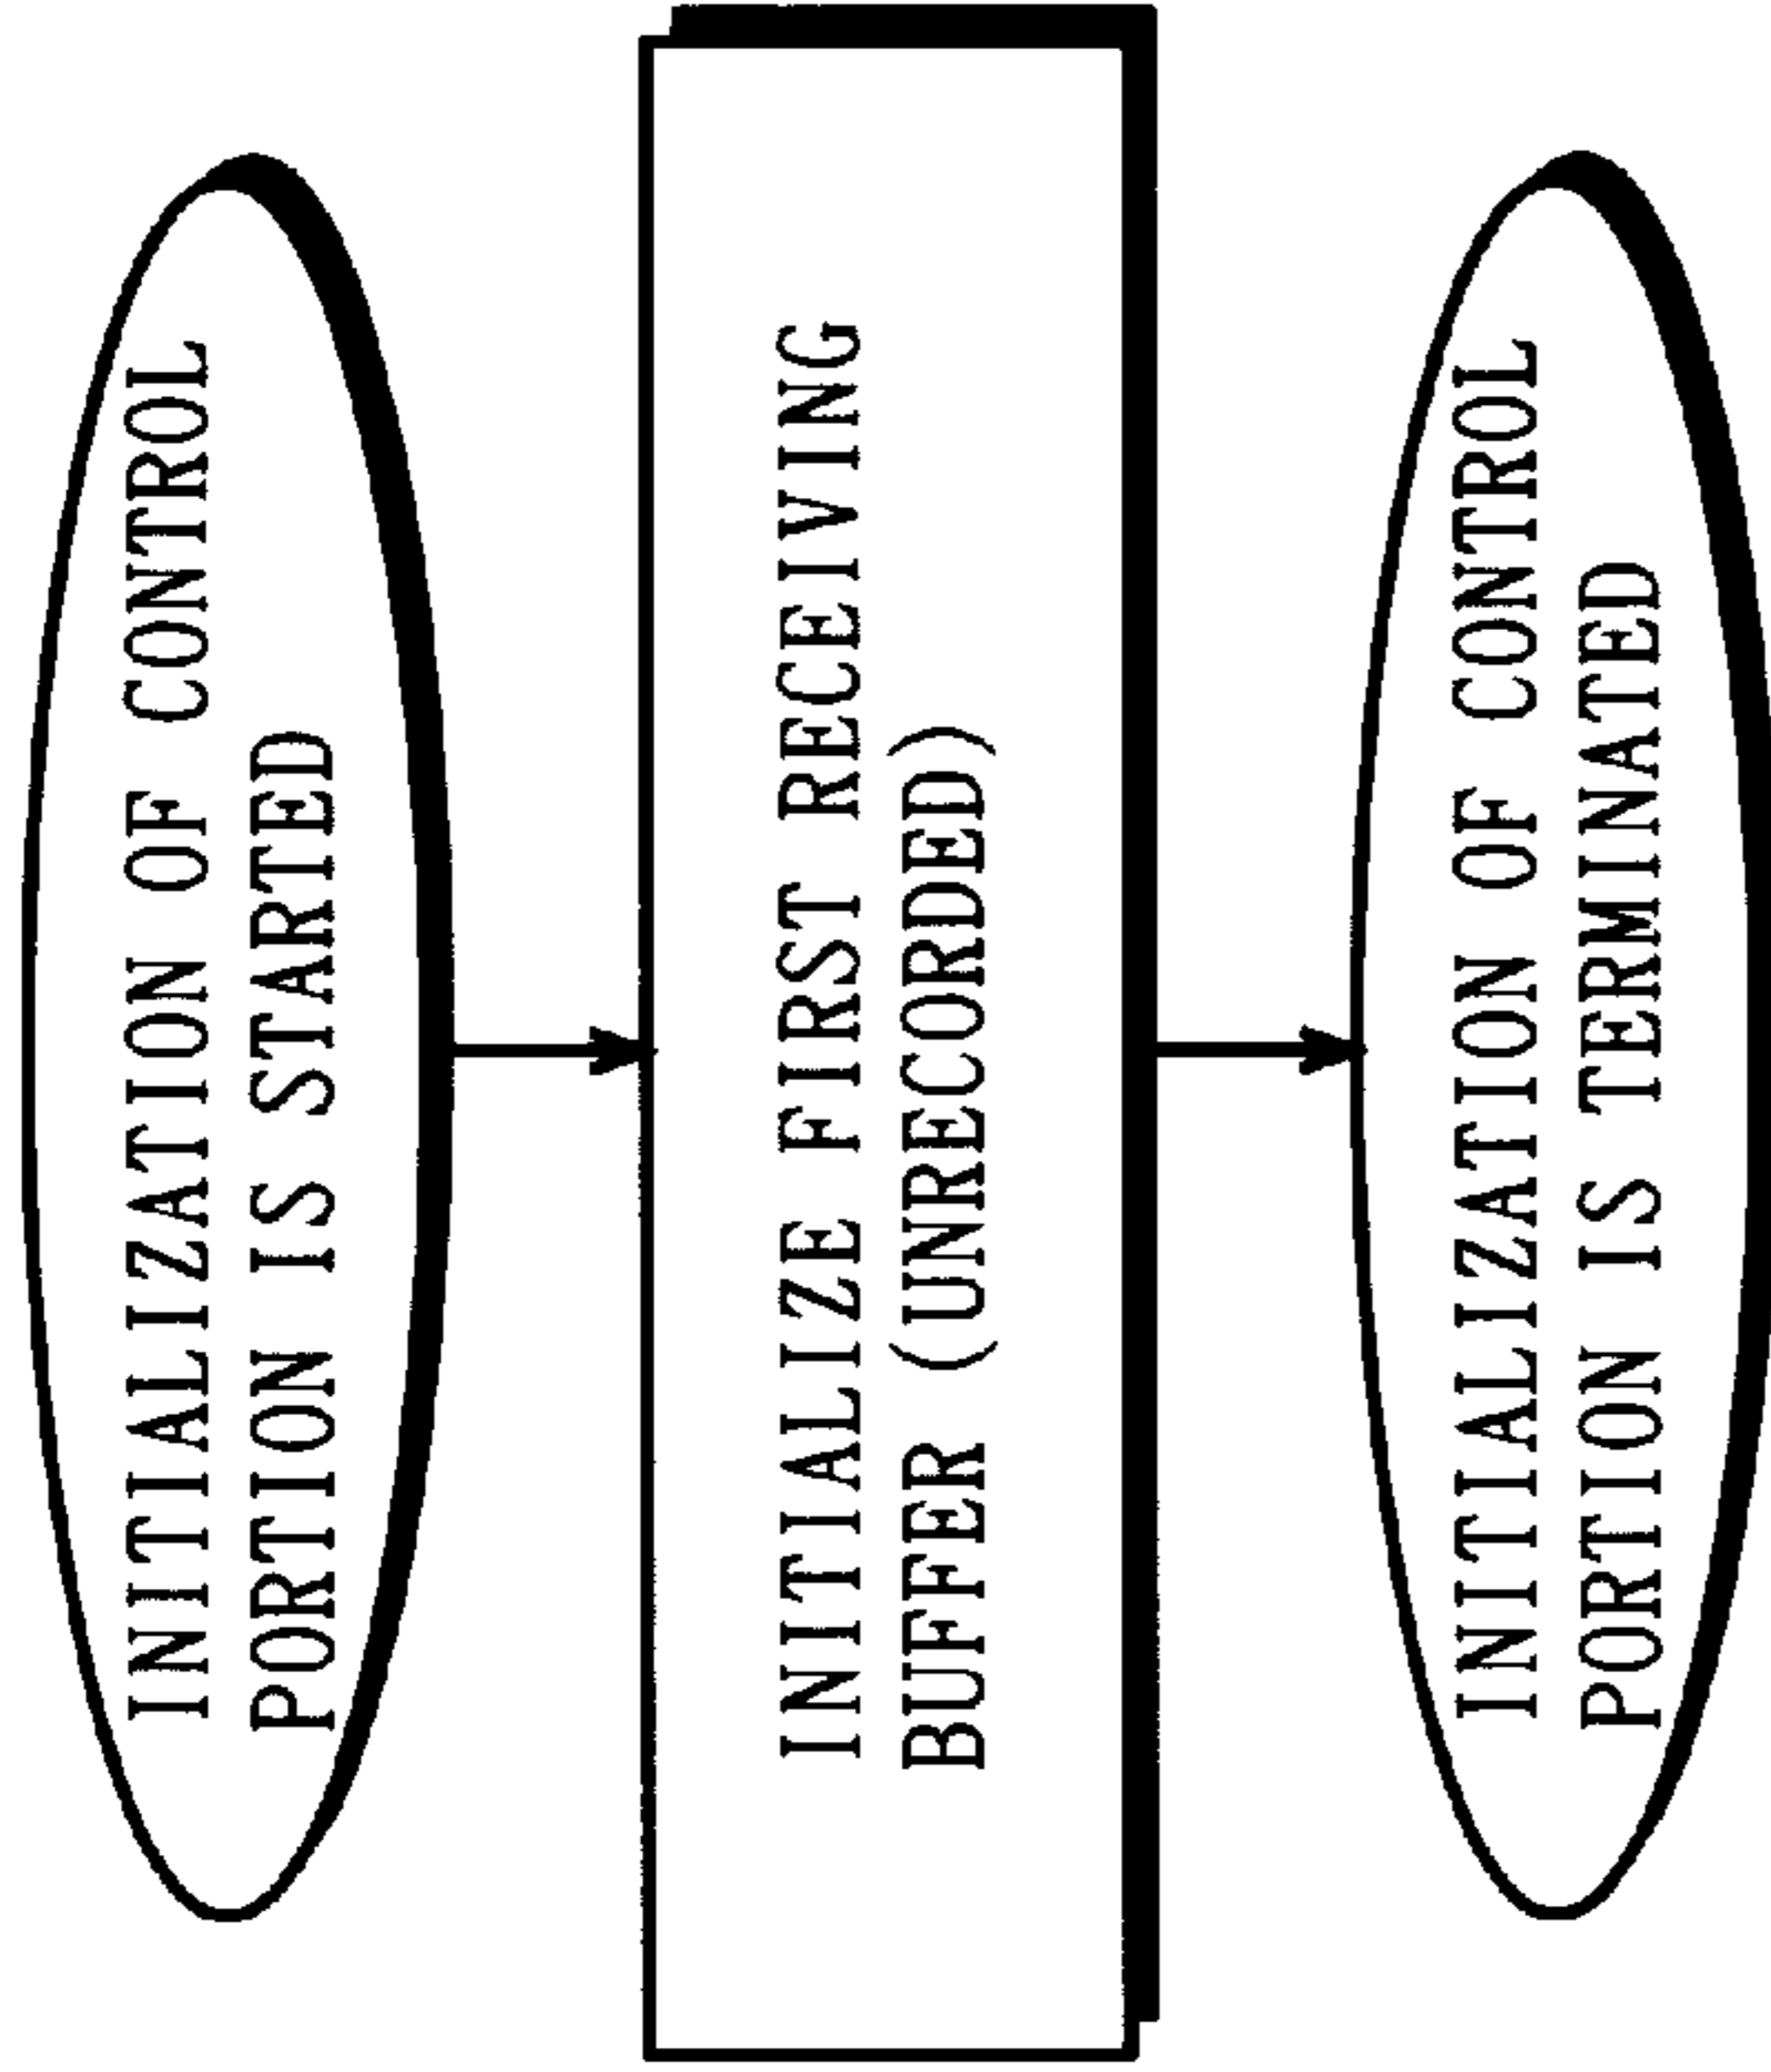 INITIALIZATION OF CONTROL
PORTION IS STARTED
INITIALIZE FIRST RECEIVING
BUFFER (UNRECORDED)
INITIALIZATION OF CONTROL
PORTION IS TERMINATED